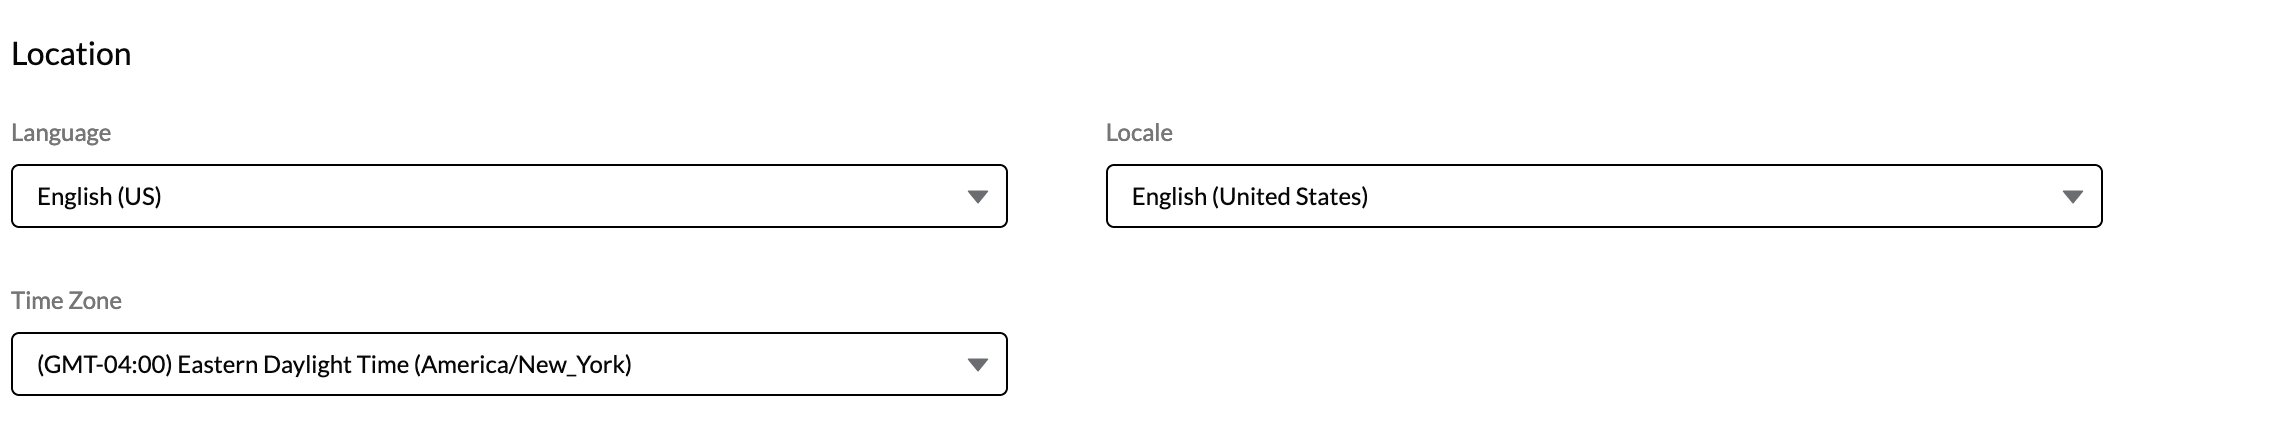 Location
Language
Locale
English (US)
English (United States)
Time Zone
(GMT-04:00) Eastern Daylight Time (America/New_York)